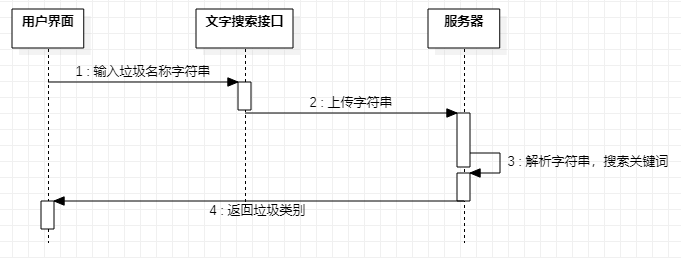 用户界面
文字搜索接口
服务器
1 : 输入垃圾名称字符串
2 : 上传字符串
3 : 解析字符串，搜索关键词
4 : 返回垃圾类别